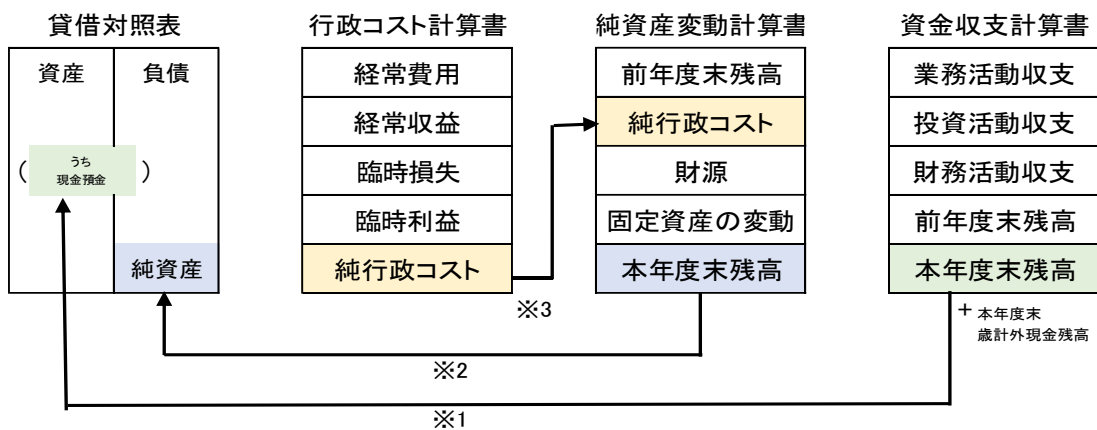 貸借対照表
資産
負債
(
うち
現金預金
)
純資産
行政コスト計算書
経常費用
経常収益
臨時損失
臨時利益
純行政コスト
純資産変動計算書
前年度末残高
純行政コスト
財源
固定資産の変動
本年度末残高
資金収支計算書
業務活動収支
投資活動収支
財務活動収支
前年度末残高
本年度末残高
+ 本年度末
歳計外現金残高
※3
※2
※1